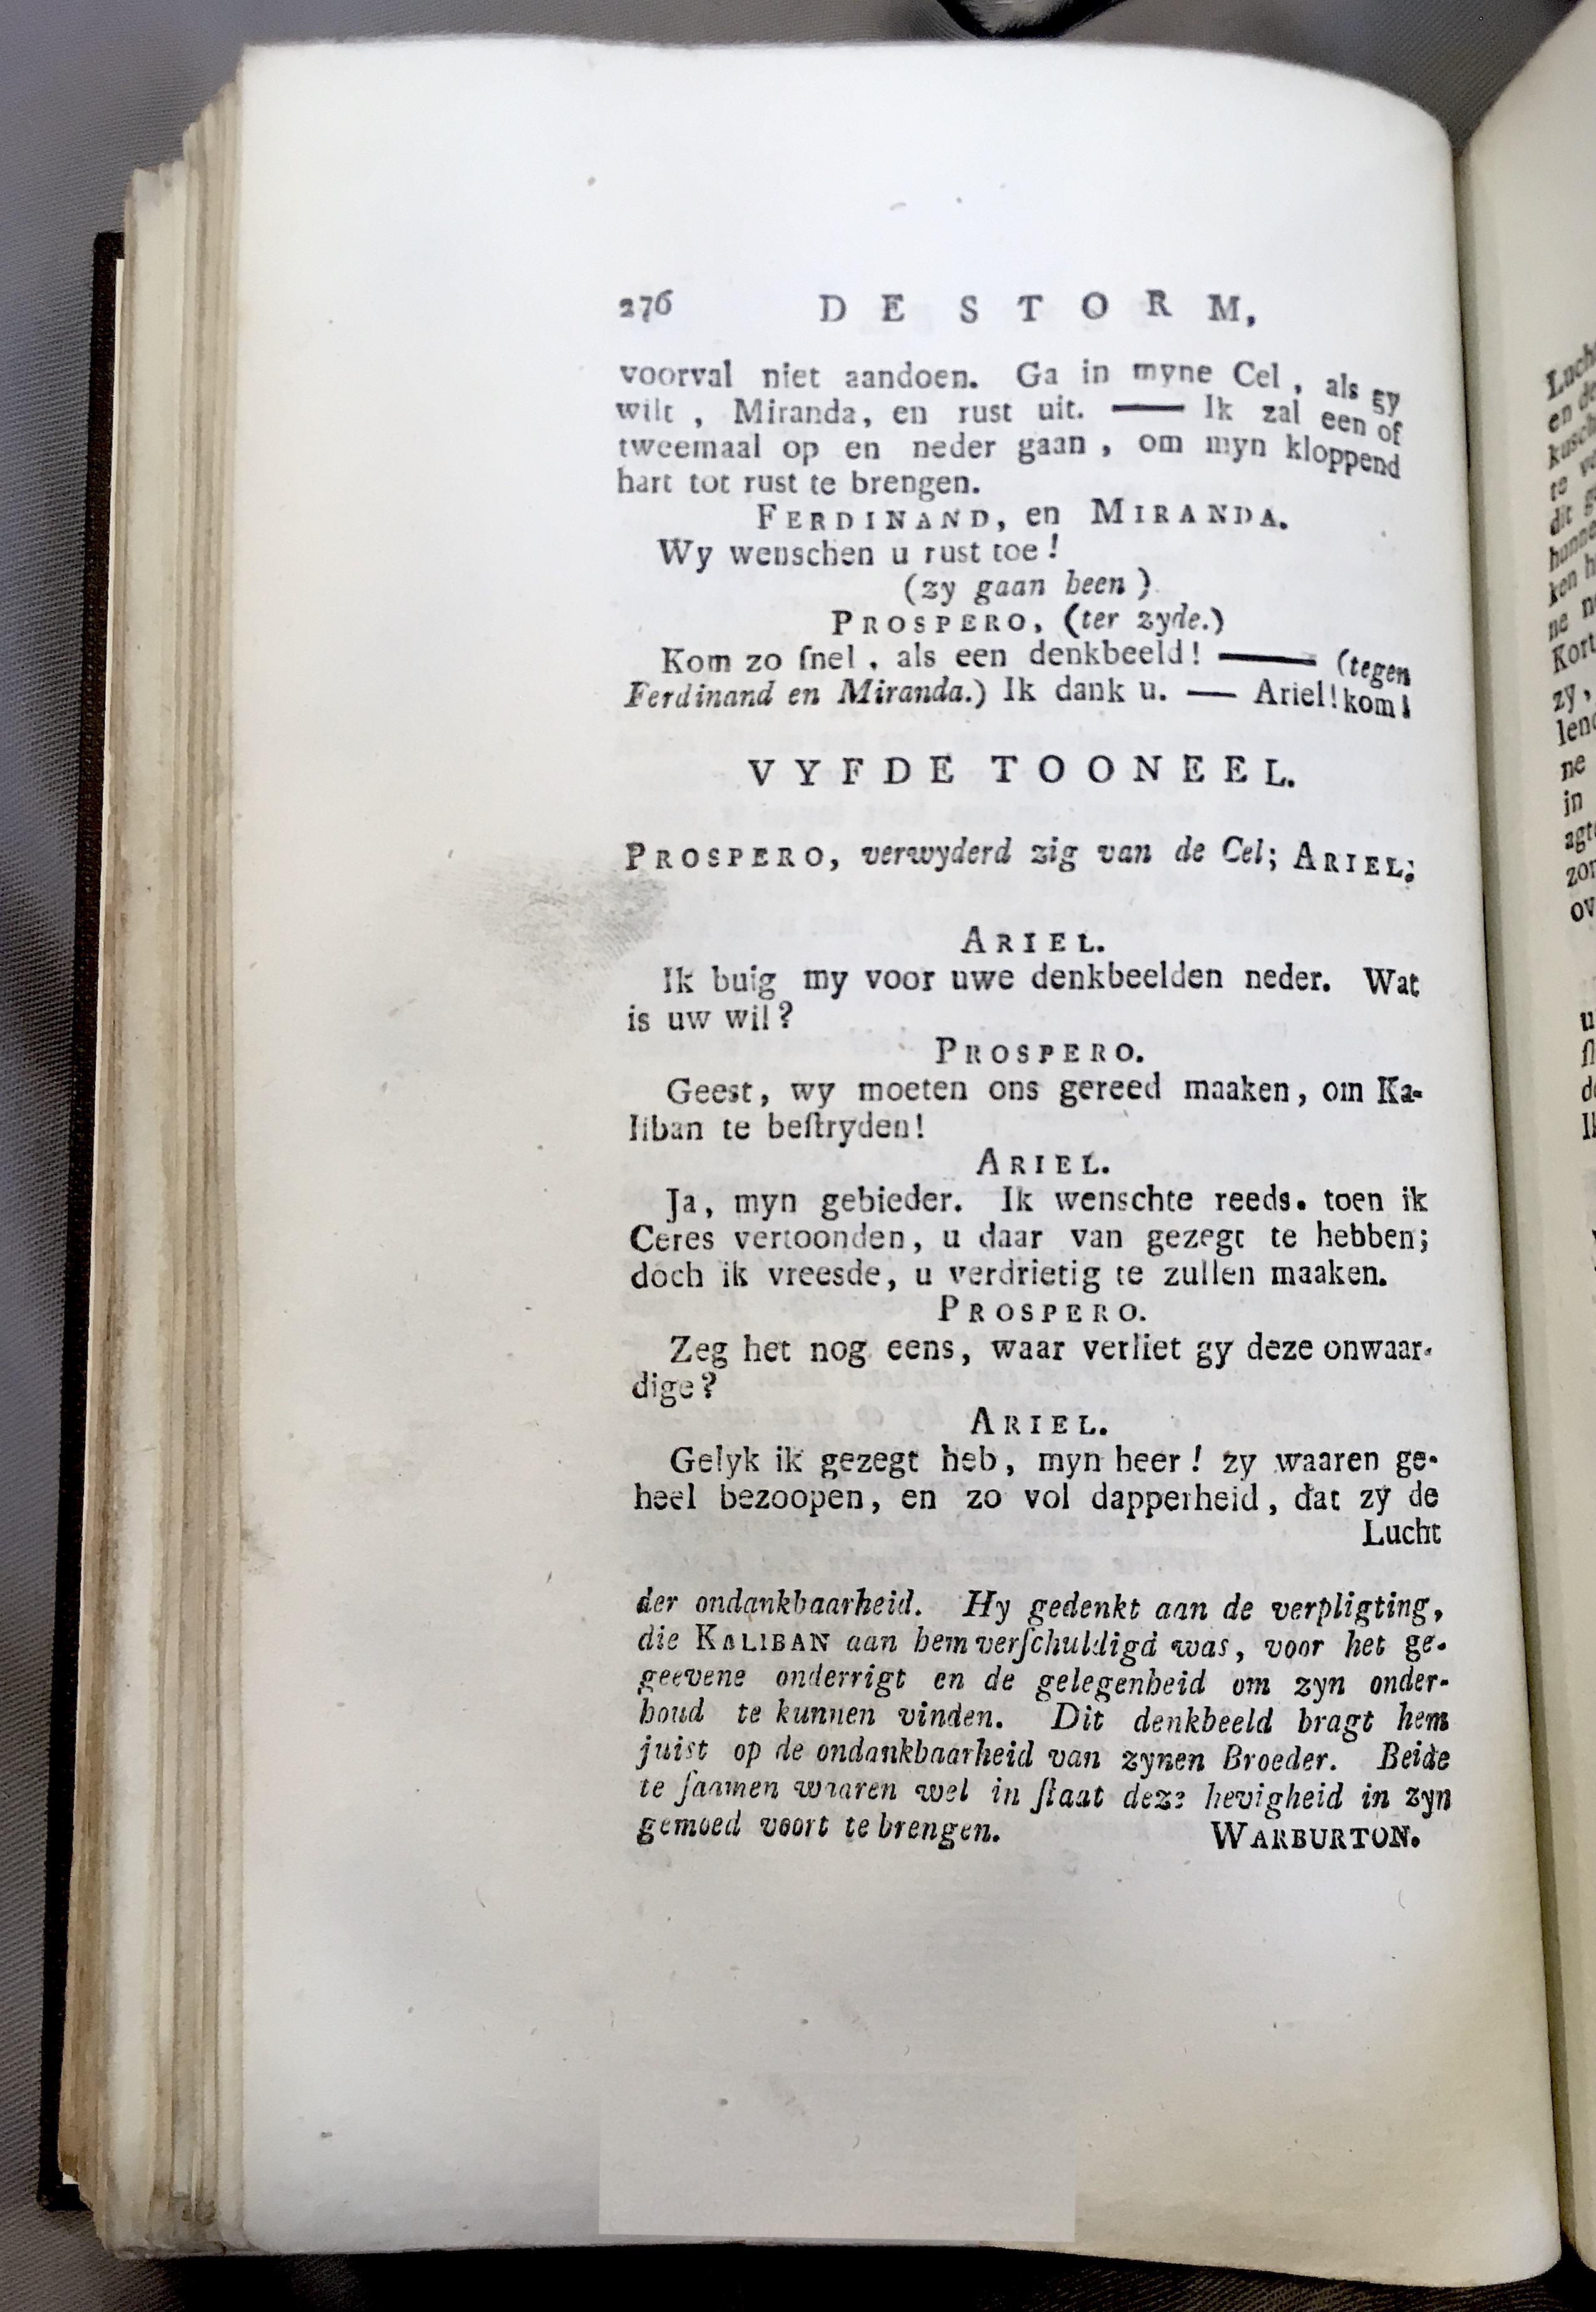 276 DE STORM,
voorval niet aandoen. Ga in myne Cel, als gy
wilt, Miranda, en rust uit. —— Ik zal een of
tweemaal op en neder gaan, om myn kloppend
hart tot rust te brengen.
FERDINAND, en MIRANDA.
Wy wenschen u rust toe!
(zy gaan heen)
PROSPERO, (ter zyde.)
Kom zo ſnel, als een denkbeeld! —— (tegen
Ferdinand en Miranda.) Ik dank u. — Ariel! kom!
VYFDE TOONEEL.
PROSPERO, verwyderd zig van de Cel; ARIEL.
ARIEL.
Ik buig my voor uwe denkbeelden neder. Wat
is uw wil?
PROSPERO.
Geest, wy moeten ons gereed maaken, om Ka-
liban te beſtryden!
ARIEL.
Ja, myn gebieder. Ik wenschte reeds. toen ik
Ceres vertoonden, u daar van gezegt te hebben;
doch ik vreesde, u verdrietig te zullen maaken.
PROSPERO.
Zeg het nog eens, waar verliet gy deze onwaar-
dige?
ARIEL.
Gelyk ik gezegt heb, myn heer! zy waaren ge-
heel bezoopen, en zo vol dapperheid, dat zy de
Lucht
der ondankbaarheid. Hy gedenkt aan de verpligting,
die KALIBAN aan hem verſchuldigd was, voor het ge-
geevene onderrigt en de gelegenheid om zyn onder-
houd te kunnen vinden. Dit denkbeeld bragt hem
juist op de ondankbaarheid van zynen Broeder. Beide
te ſaamen waaren wel in ſtaat deze hevigheid in zyn
gemoed voort te brengen. WARBURTON.